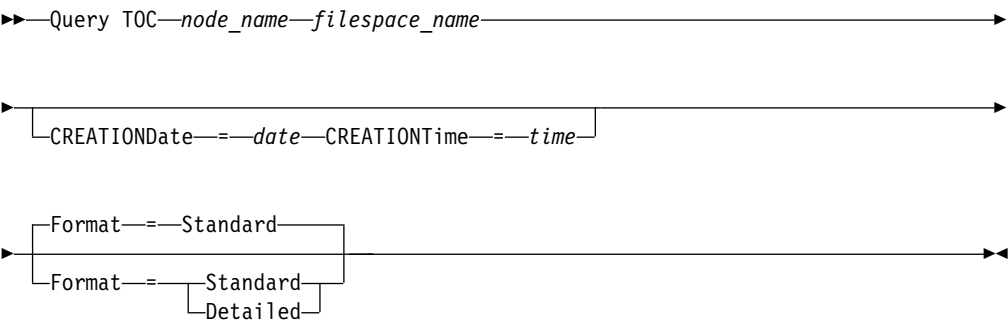 Query TOC node_name filespace_name
CREATIONDate = date CREATIONTime = time
Format = Standard
Format = Standard
Detailed